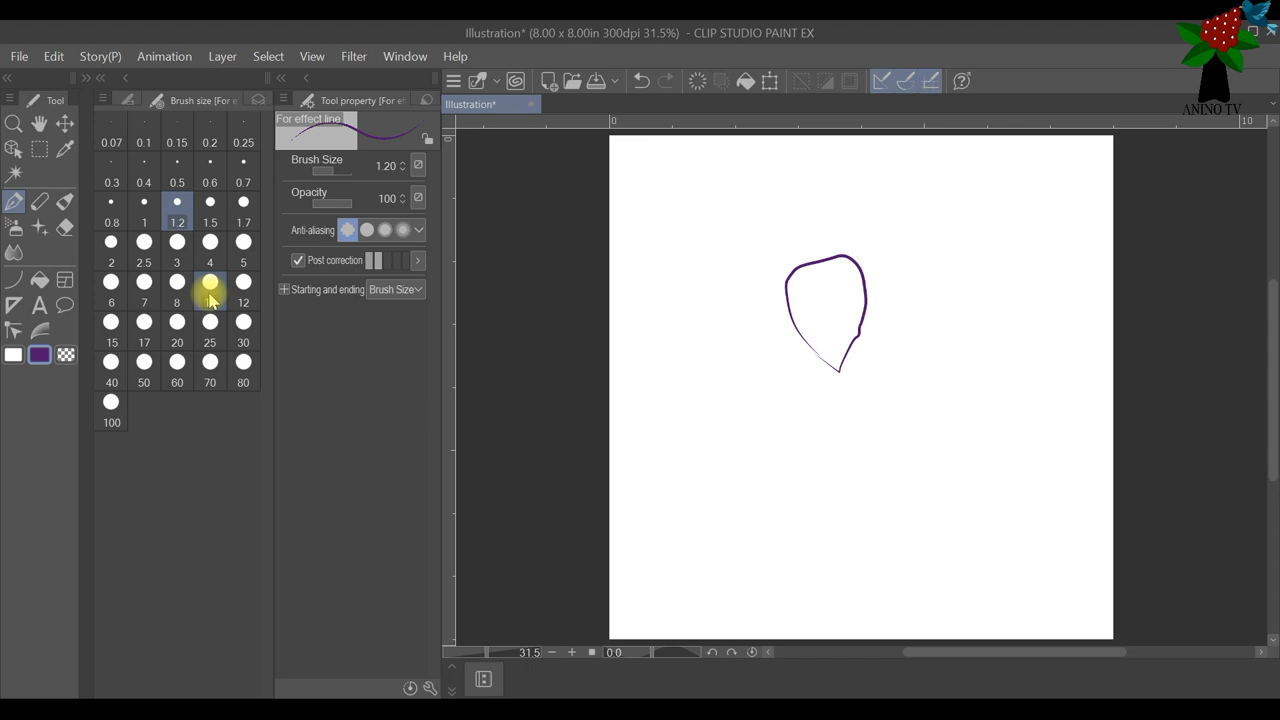 Illustration* (8.00 x 8.00in 300dpi 31.5%) - CLIP STUDIO PAINT EX
File Edit Story(P) Animation Layer Select View Filter Window Help
Tool
Brush size [For e
Tool property [For ef
Illustration*
ANINO TV
For effect line
0
10
0.07 0.1 0.15 0.2 0.25
0.3 0.4 0.5 0.6 0.7
0.8 1 1.2 1.5 1.7
2 2.5 3 4 5
6 7 8 12
15 17 20 25 30
40 50 60 70 80
100
Brush Size 1.20
Opacity 100
Anti-aliasing
Post correction
Starting and ending Brush Size
31.5
0.0